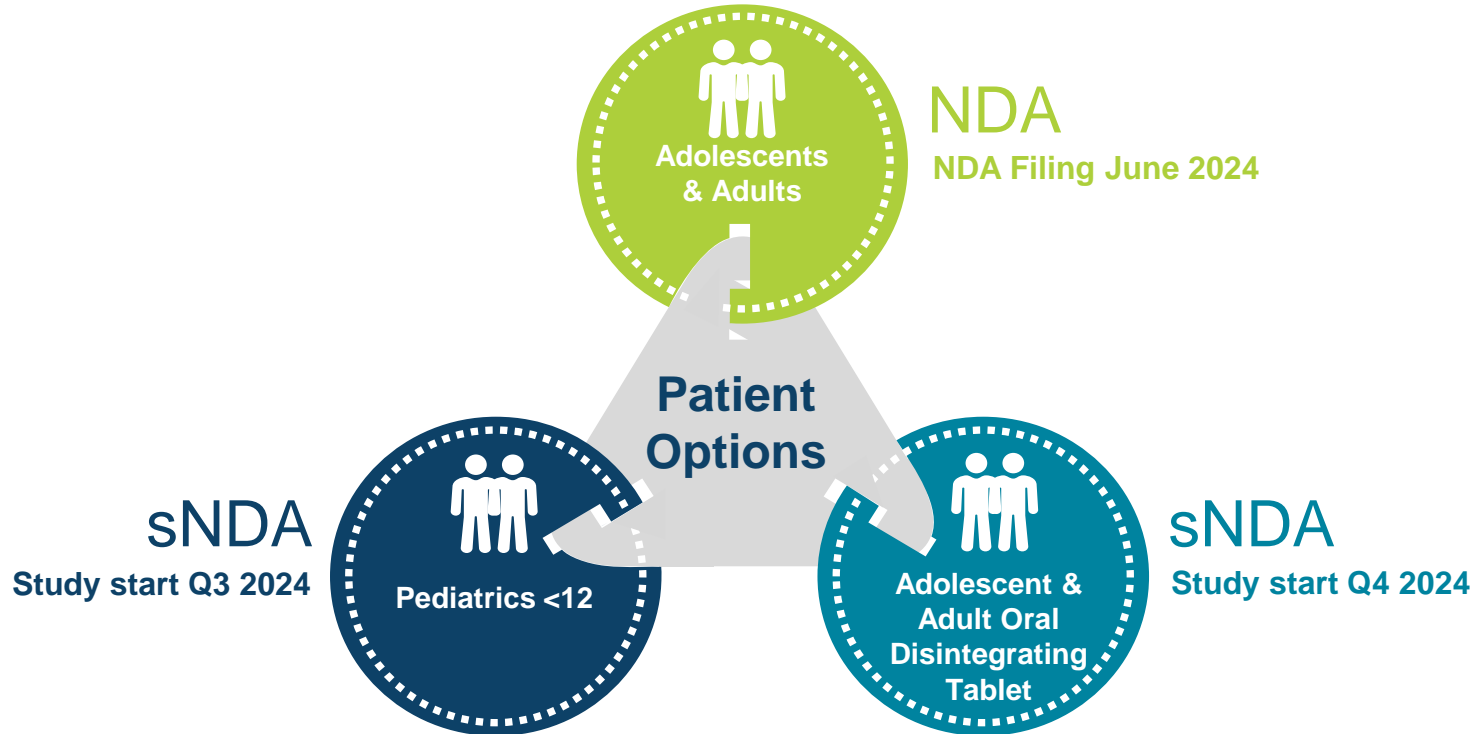 Adolescents
& Adults
NDA
NDA Filing June 2024
Patient
Options
sNDA
Study start Q3 2024
Pediatrics <12
Adolescent &
Adult Oral
Disintegrating
Tablet
sNDA
Study start Q4 2024